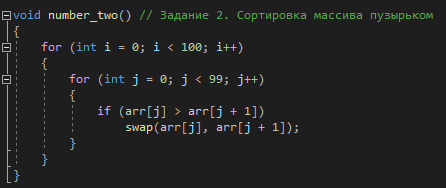 void number_two() // Задание 2. Сортировка массива пузырьком
{
    for (int i = 0; i < 100; i++)
    {
        for (int j = 0; j < 99; j++)
        {
            if (arr[j] > arr[j + 1])
                swap(arr[j], arr[j + 1]);
        }
    }
}